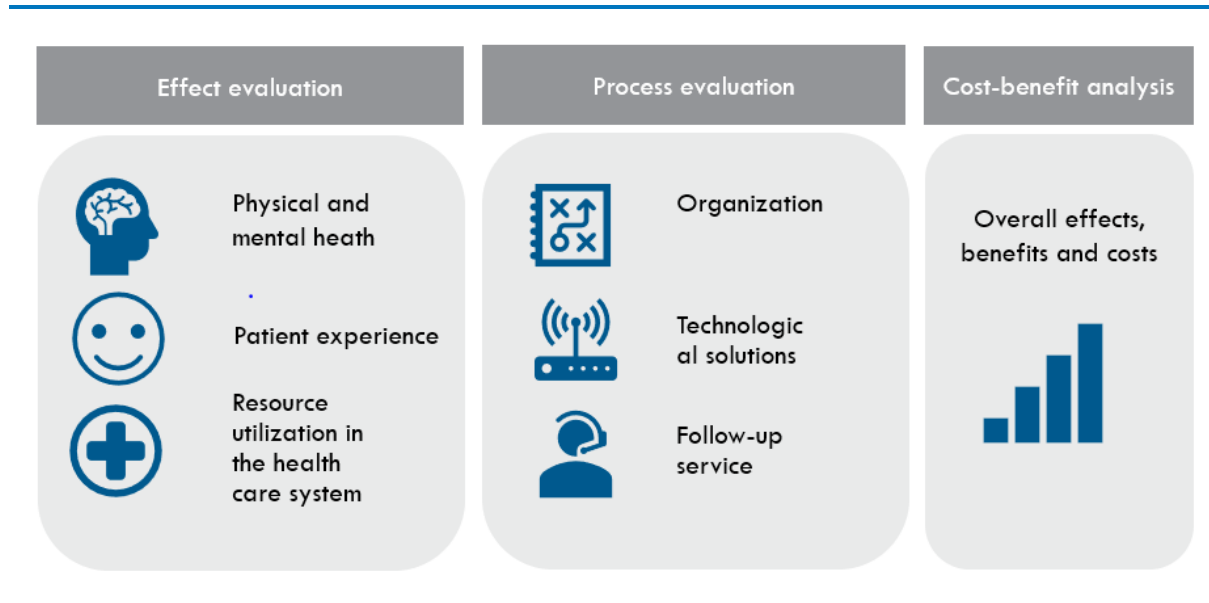 Effect evaluation
Physical and
mental heath
Patient experience
Resource
utilization in
the health
care system
Process evaluation
Organization
Technologic
al solutions
Follow-up
service
Cost-benefit analysis
Overall effects,
benefits and costs